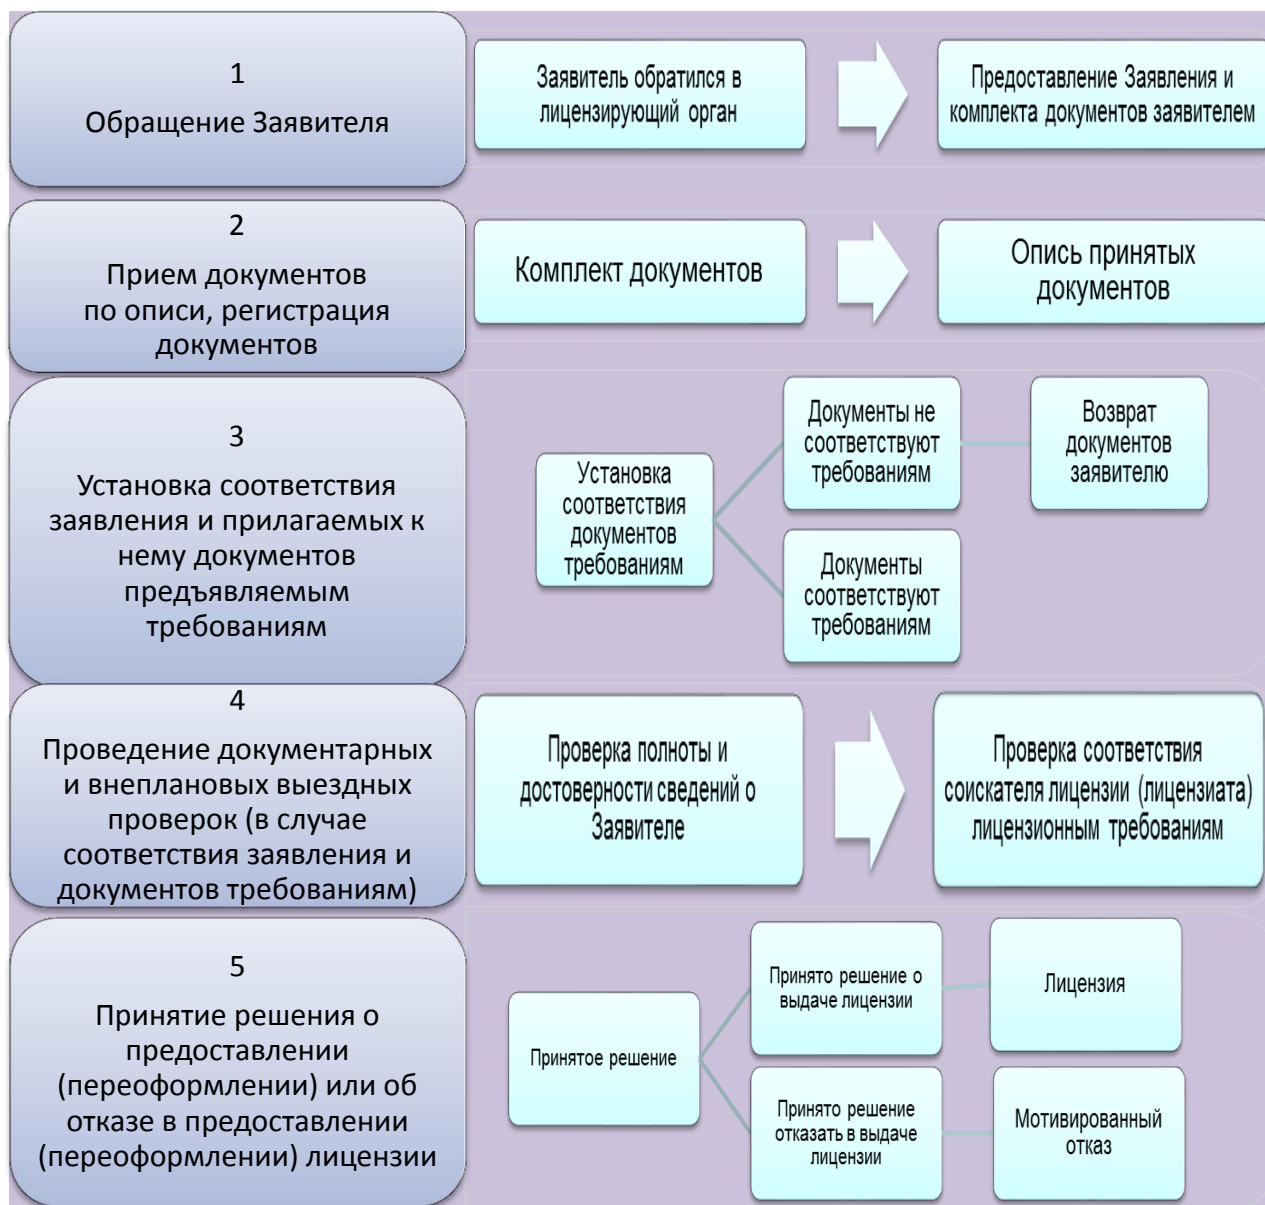 1
Обращение Заявителя
Заявитель обратился в
лицензирующий орган
Предоставление Заявления и
комплекта документов заявителем
2
Прием документов
по описи, регистрация
документов
Комплект документов
Опись принятых
документов
3
Установка соответствия
заявления и прилагаемых к
нему документов
предъявляемым
требованиям
Установка
соответствия
документов
требованиям
Документы не
соответствуют
требованиям
Возврат
документов
заявителю
Документы
соответствуют
требованиям
4
Проведение документарных
и внеплановых выездных
проверок (в случае
соответствия заявления и
документов требованиям)
Проверка полноты и
достоверности сведений о
Заявителе
Проверка соответствия
соискателя лицензии (лицензиата)
лицензионным требованиям
5
Принятие решения о
предоставлении
(переоформлении) или об
отказе в предоставлении
(переоформлении) лицензии
Принятое решение
Принято решение о
выдаче лицензии
Лицензия
Принято решение
отказать в выдаче
лицензии
Мотивированный
отказ